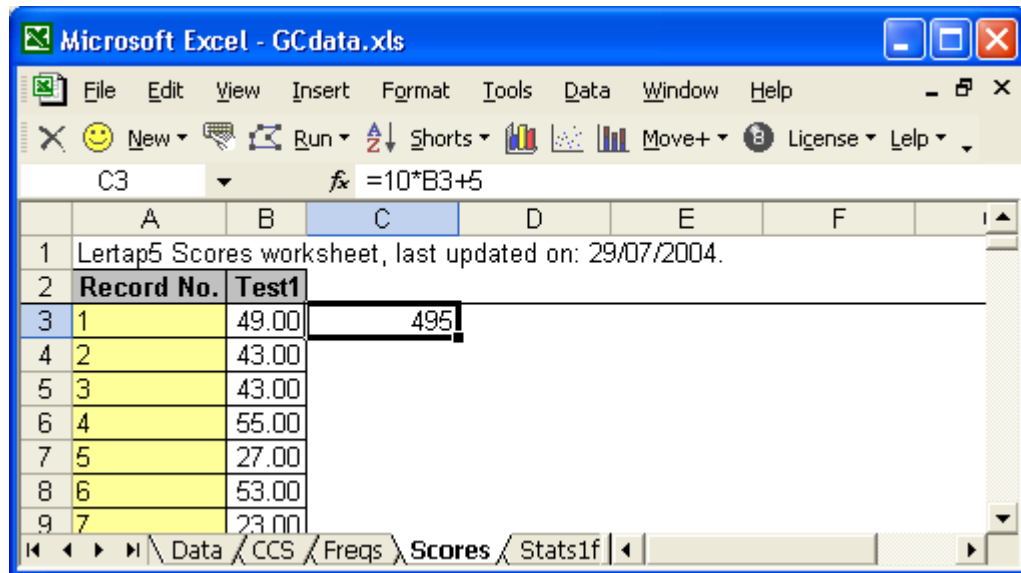 Microsoft Excel - GCdata.xls
File Edit View Insert Format Tools Data Window Help
New Run Shorts Move+ License Lelp
C3 fx =10*B3+5
A B C D E F
1 Lertap5 Scores worksheet, last updated on: 29/07/2004.
2 Record No. Test1
3 1 49.00 495
4 2 43.00
5 3 43.00
6 4 55.00
7 5 27.00
8 6 53.00
9 7 23.00
Data CCS Freqs Scores Stats1f